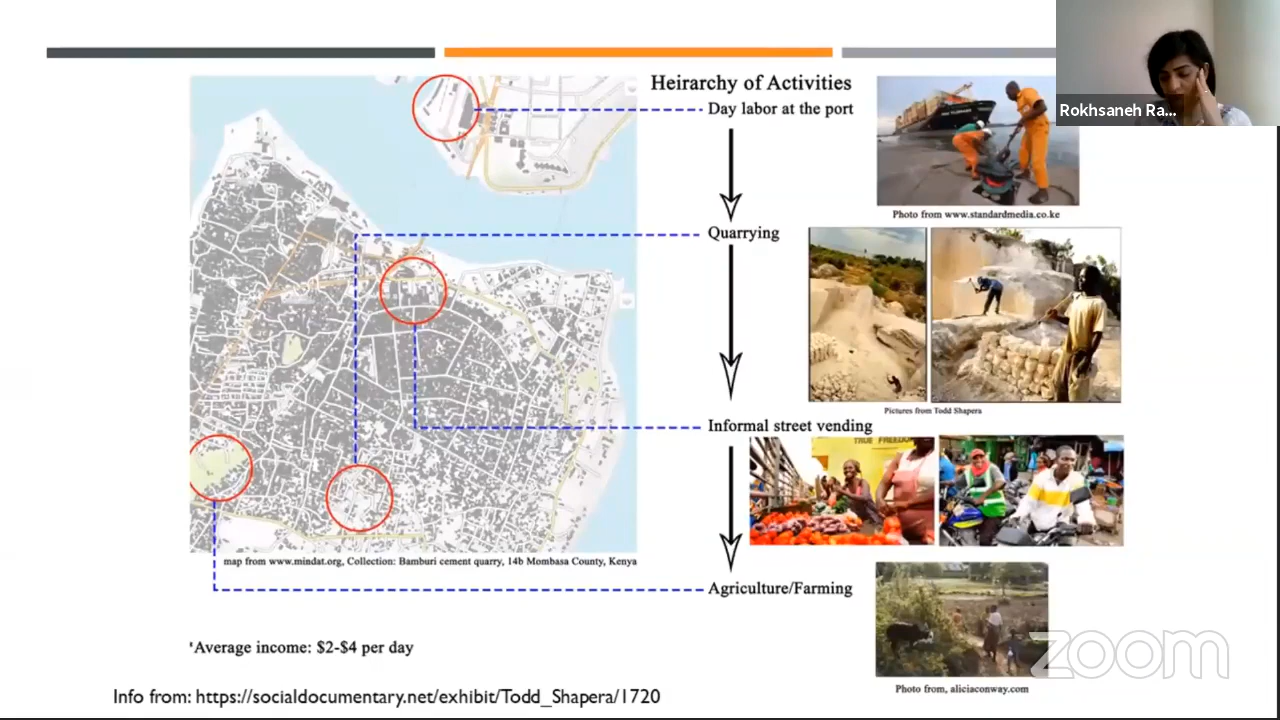 Heirarchy of Activities
Day labor at the port
Rokhsaneh Ra...
Photo from www.standardmedia.co.ke
Quarrying
Pictures from Todd Shapera
Informal street vending
TRUE FREEDOM
map from www.mindat.org, Collection: Bamburi cement quarry, 14b Mombasa County, Kenya
Agriculture/Farming
'Average income: $2-$4 per day
zoom
Photo from, aliciaconway.com
Info from: https://socialdocumentary.net/exhibit/Todd_Shapera/1720